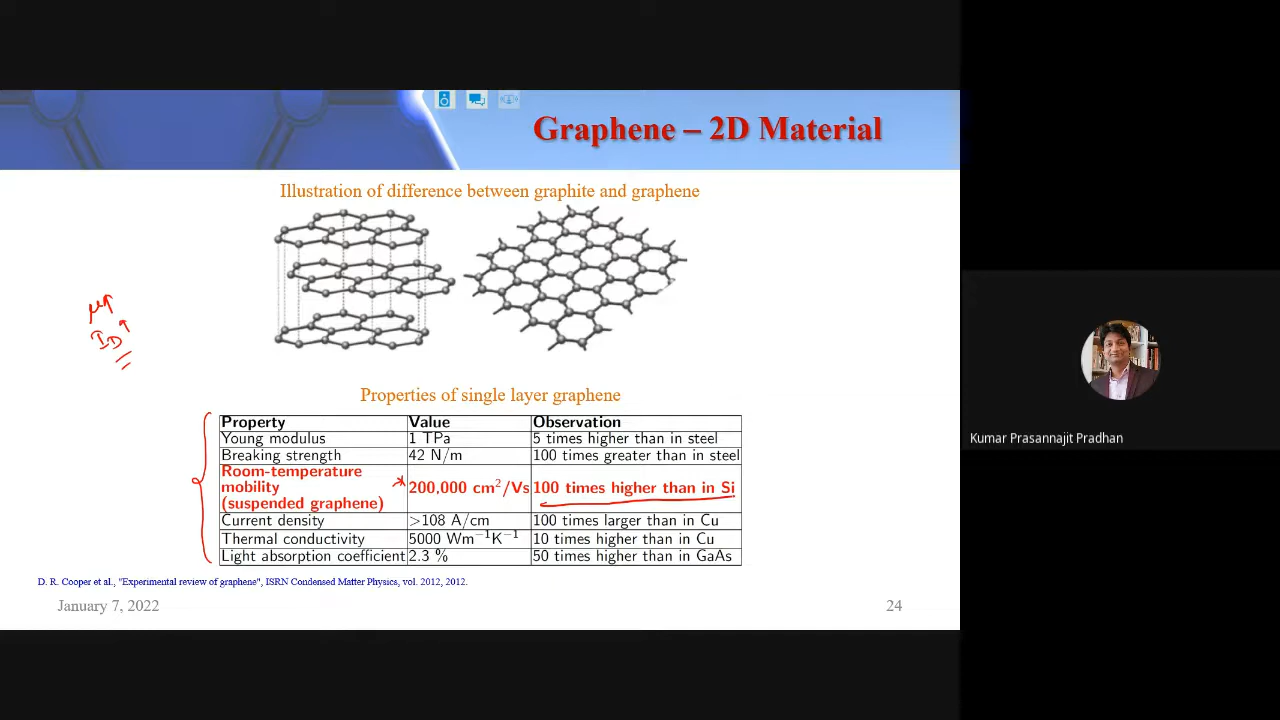 Graphene – 2D Material
Illustration of difference between graphite and graphene
μ↑
I_D↑
Properties of single layer graphene
Property Value Observation
Young modulus 1 TPa 5 times higher than in steel
Breaking strength 42 N/m 100 times greater than in steel
Room-temperature
mobility 200,000 cm²/Vs 100 times higher than in Si
(suspended graphene)
Current density >108 A/cm 100 times larger than in Cu
Thermal conductivity 5000 Wm⁻¹K⁻¹ 10 times higher than in Cu
Light absorption coefficient 2.3 % 50 times higher than in GaAs
D. R. Cooper et al., "Experimental review of graphene", ISRN Condensed Matter Physics, vol. 2012, 2012.
January 7, 2022 24
Kumar Prasannajit Pradhan